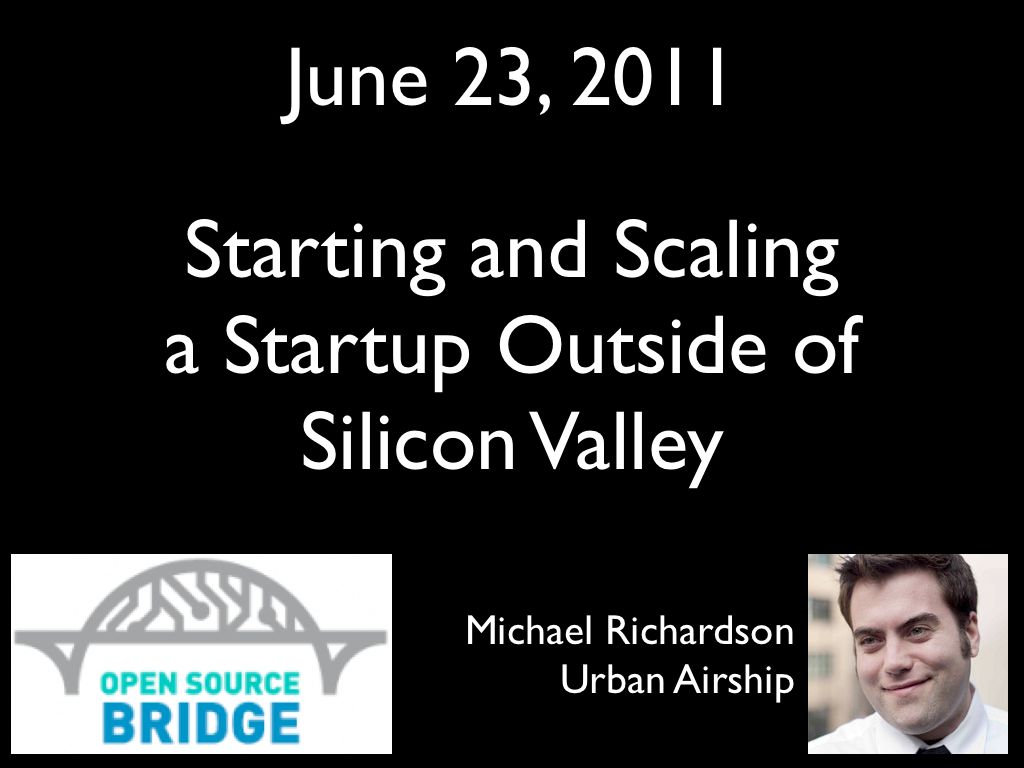 June 23, 2011
Starting and Scaling
a Startup Outside of
Silicon Valley
OPEN SOURCE
BRIDGE
Michael Richardson
Urban Airship